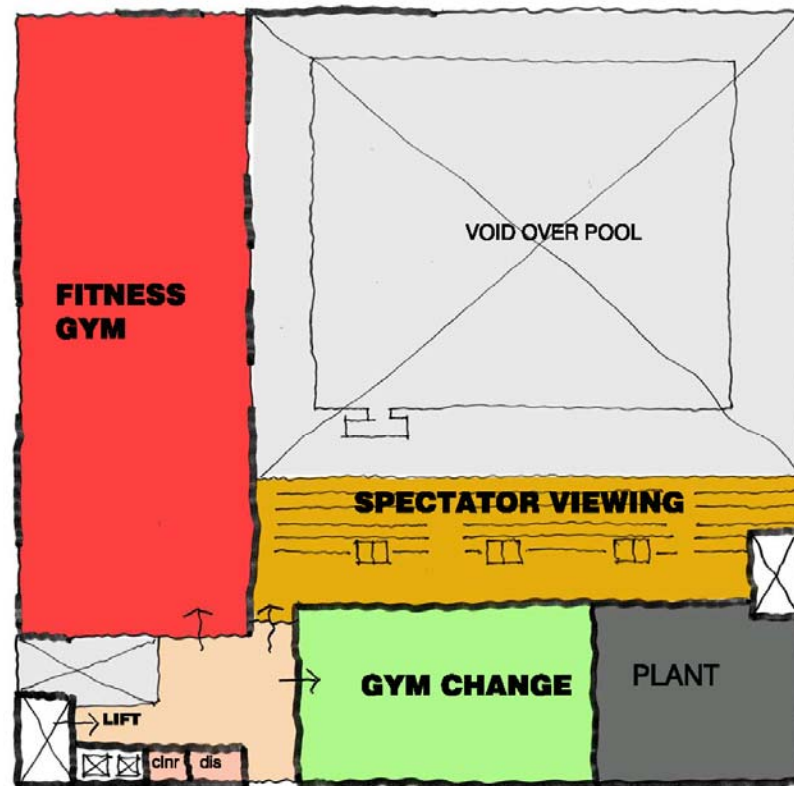 VOID OVER POOL
FITNESS
GYM
SPECTATOR VIEWING
GYM CHANGE
PLANT
LIFT
clnr
dis